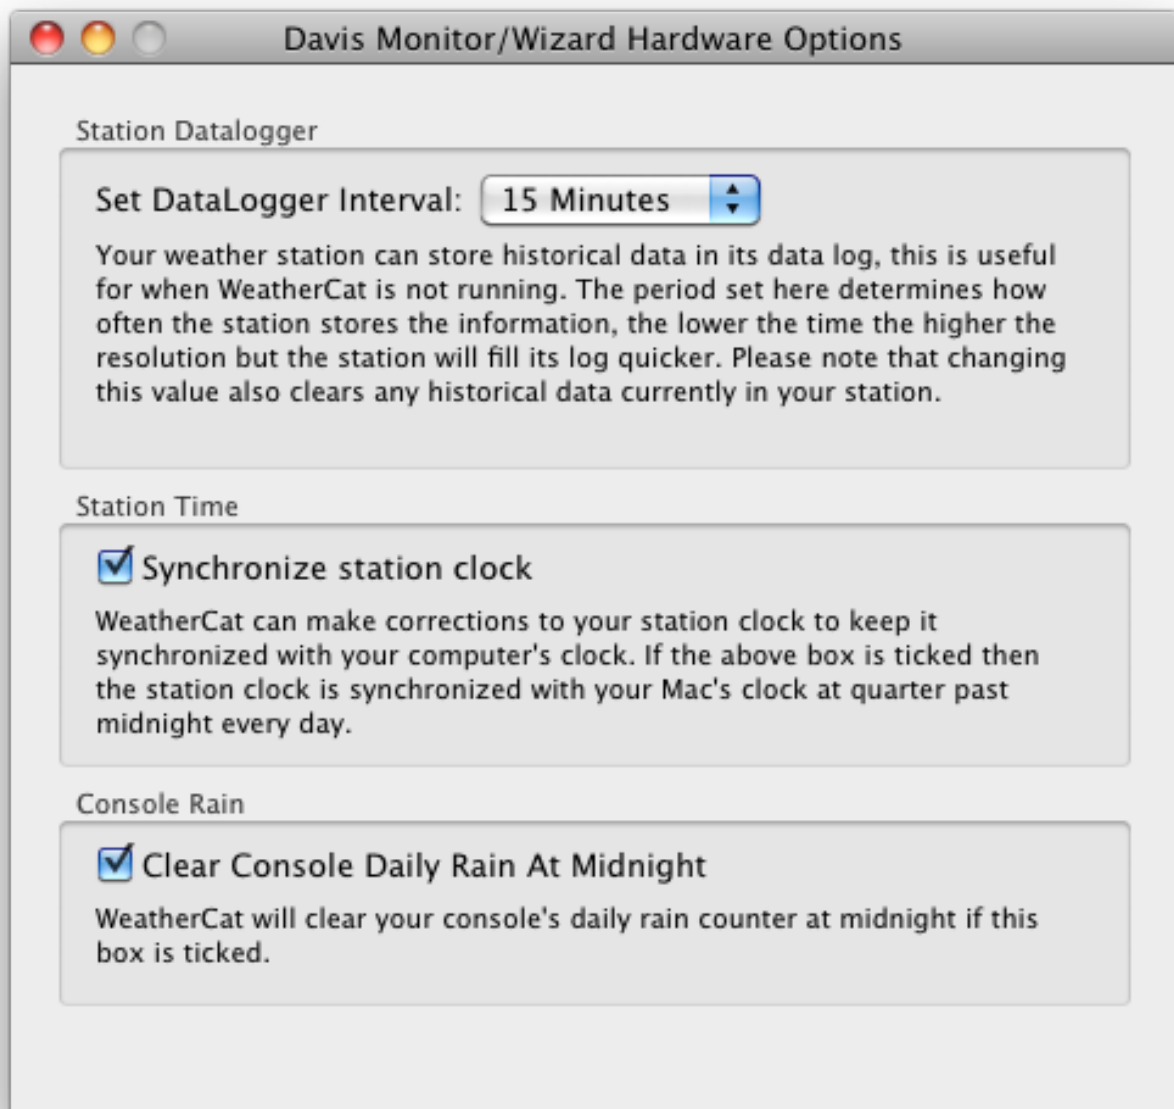 Davis Monitor/Wizard Hardware Options
Station Datalogger
Set DataLogger Interval: 15 Minutes
Your weather station can store historical data in its data log, this is useful
for when WeatherCat is not running. The period set here determines how
often the station stores the information, the lower the time the higher the
resolution but the station will fill its log quicker. Please note that changing
this value also clears any historical data currently in your station.
Station Time
Synchronize station clock
WeatherCat can make corrections to your station clock to keep it
synchronized with your computer's clock. If the above box is ticked then
the station clock is synchronized with your Mac's clock at quarter past
midnight every day.
Console Rain
Clear Console Daily Rain At Midnight
WeatherCat will clear your console's daily rain counter at midnight if this
box is ticked.